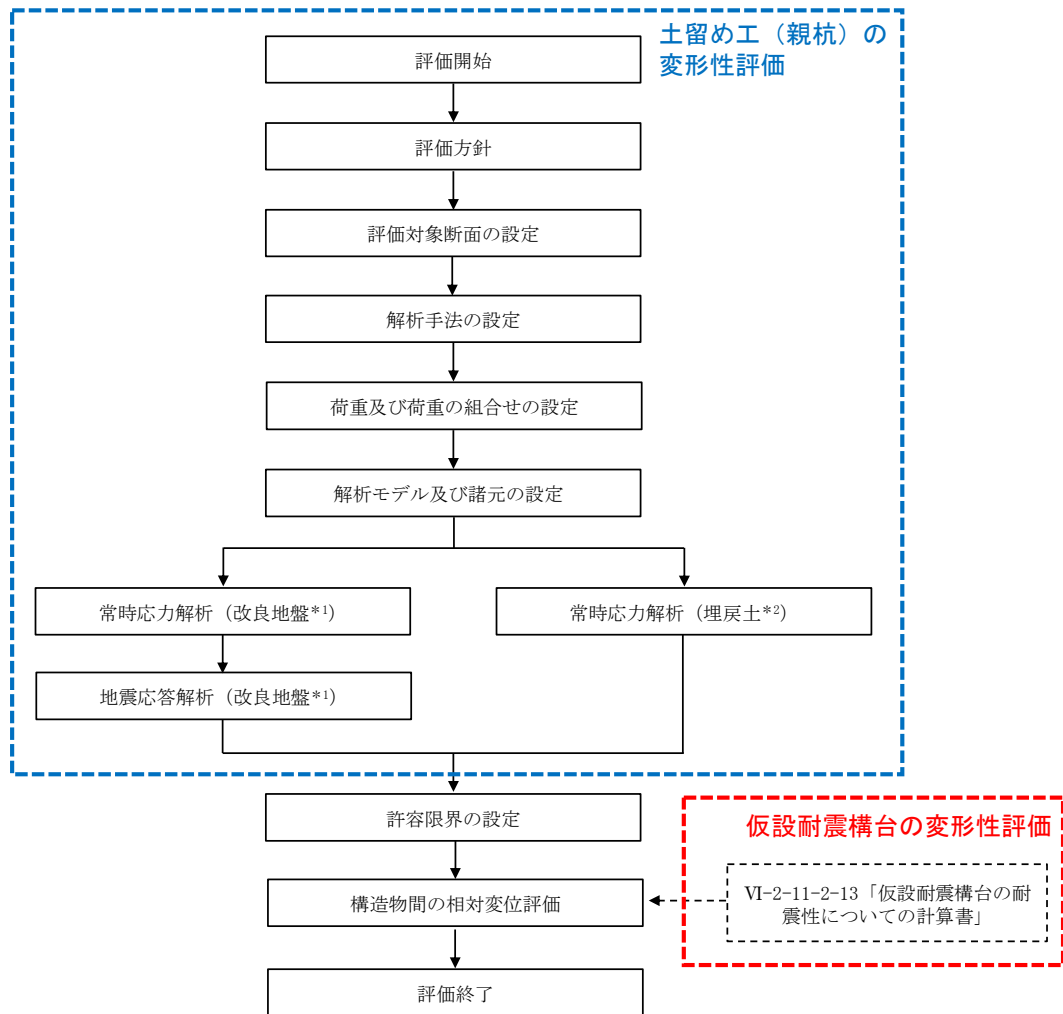 土留め工（親杭）の
変形性評価
評価開始
評価方針
評価対象断面の設定
解析手法の設定
荷重及び荷重の組合せの設定
解析モデル及び諸元の設定
常時応力解析（改良地盤*1）
常時応力解析（埋戻土*2）
地震応答解析（改良地盤*1）
許容限界の設定
仮設耐震構台の変形性評価
構造物間の相対変位評価
Ⅵ-2-11-2-13「仮設耐震構台の耐
震性についての計算書」
評価終了